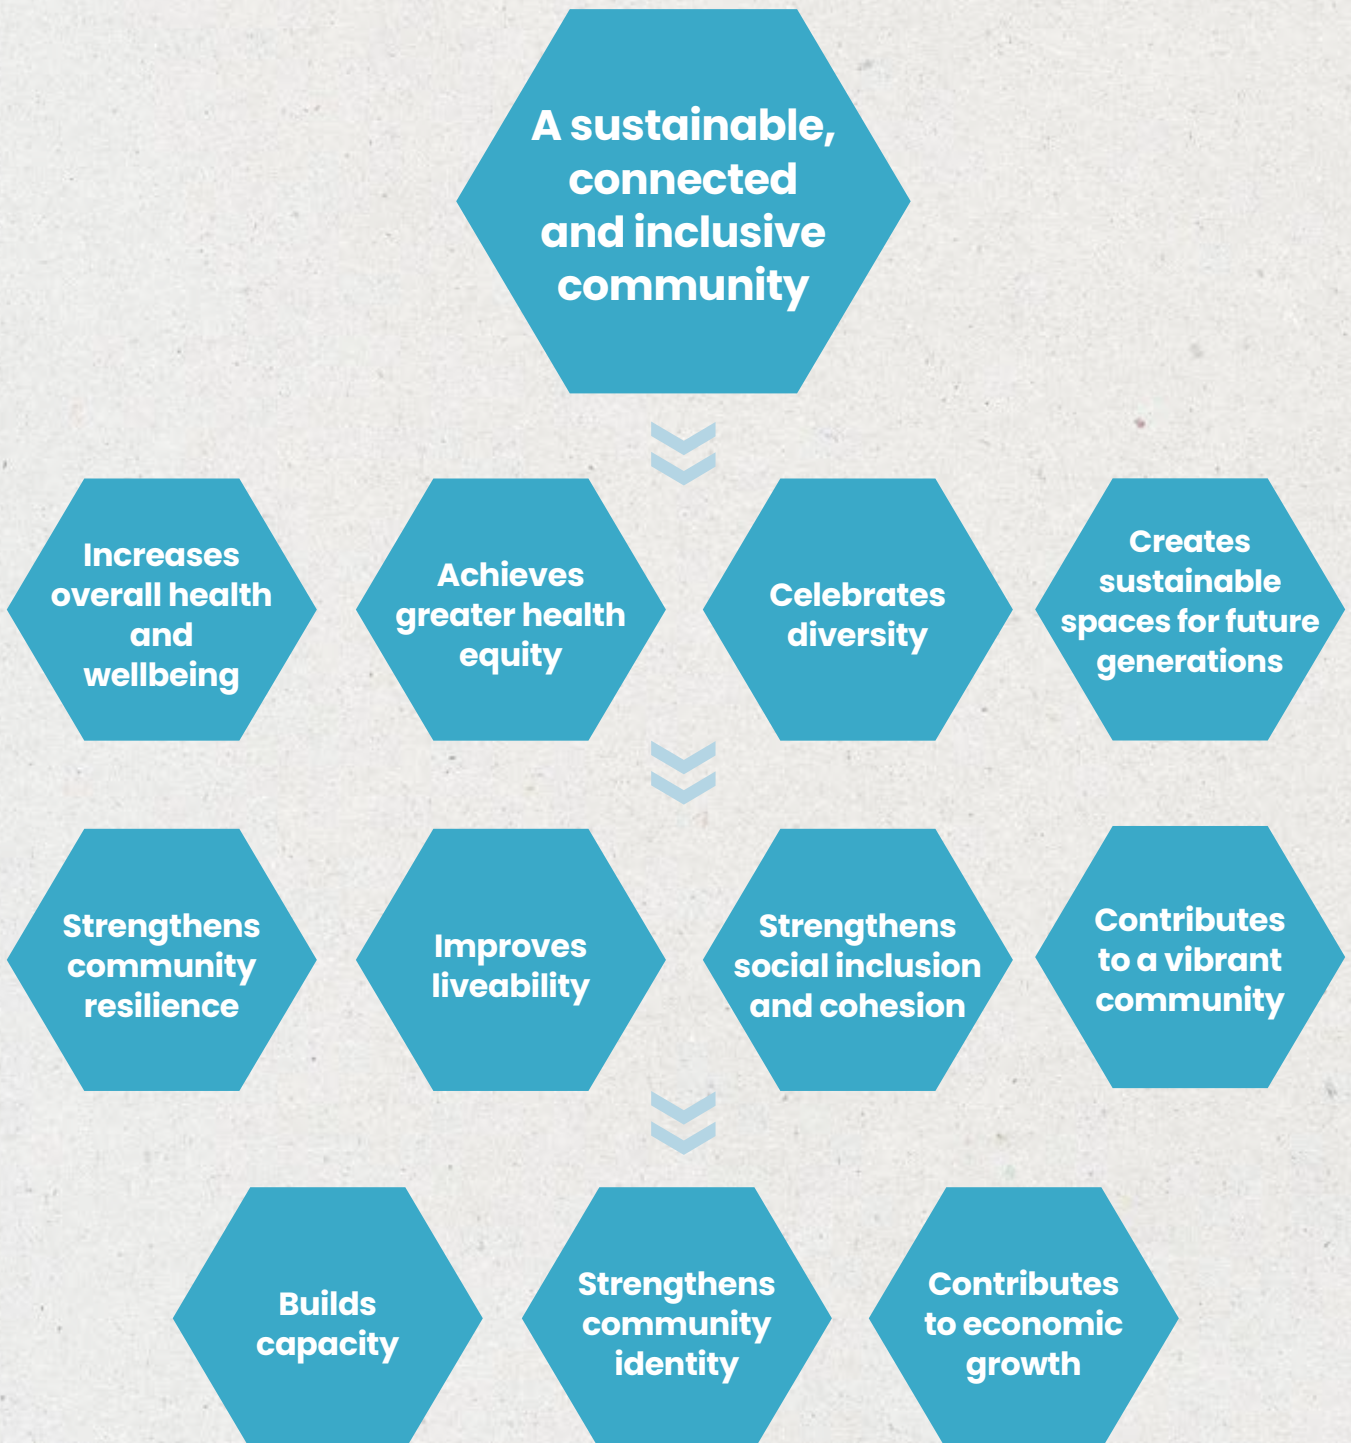 A sustainable,
connected
and inclusive
community
Increases
overall health
and
wellbeing
Achieves
greater health
equity
Celebrates
diversity
Creates
sustainable
spaces for future
generations
Strengthens
community
resilience
Improves
liveability
Strengthens
social inclusion
and cohesion
Contributes
to a vibrant
community
Builds
capacity
Strengthens
community
identity
Contributes
to economic
growth